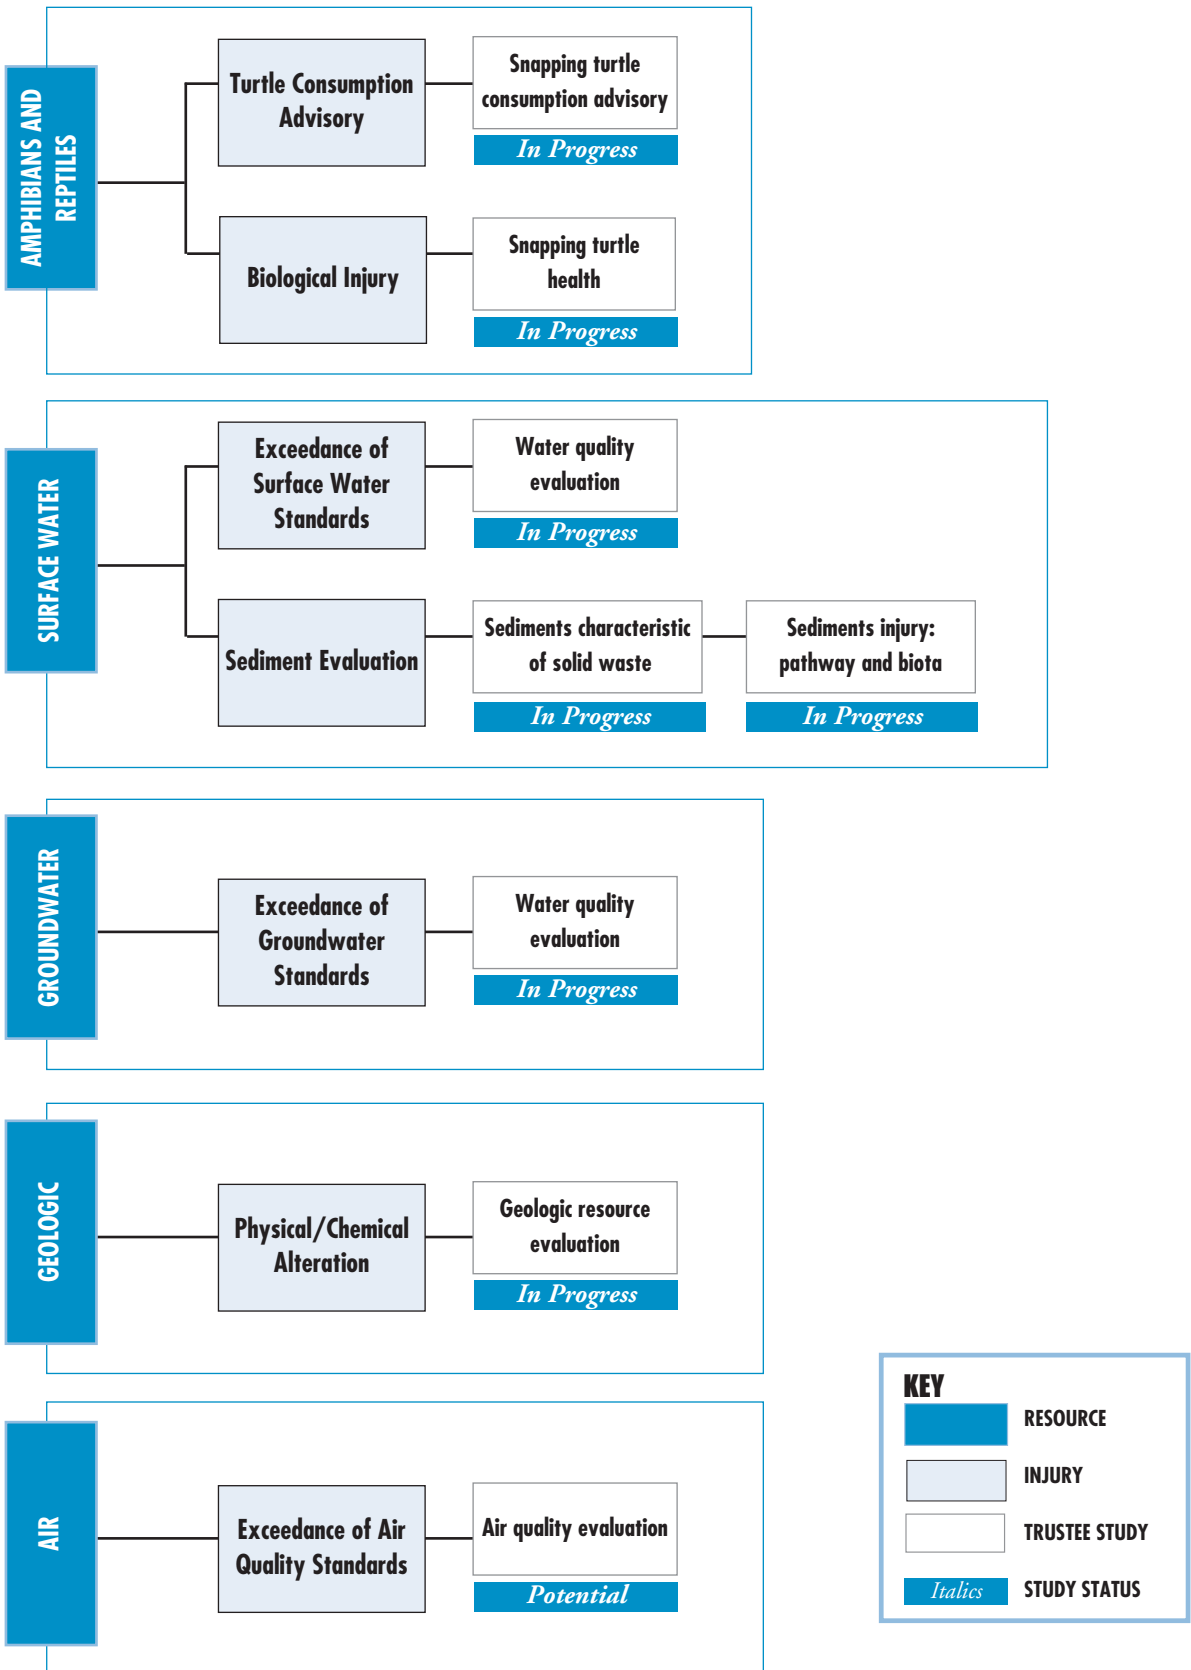 AMPHIBIANS AND
REPTILES
Turtle Consumption
Advisory
Snapping turtle
consumption advisory
In Progress
Biological Injury
Snapping turtle
health
In Progress
SURFACE WATER
Exceedance of
Surface Water
Standards
Water quality
evaluation
In Progress
Sediment Evaluation
Sediments characteristic
of solid waste
In Progress
Sediments injury:
pathway and biota
In Progress
GROUNDWATER
Exceedance of
Groundwater
Standards
Water quality
evaluation
In Progress
GEOLOGIC
Physical/Chemical
Alteration
Geologic resource
evaluation
In Progress
AIR
Exceedance of Air
Quality Standards
Air quality evaluation
Potential
KEY
RESOURCE
INJURY
TRUSTEE STUDY
Italics STUDY STATUS